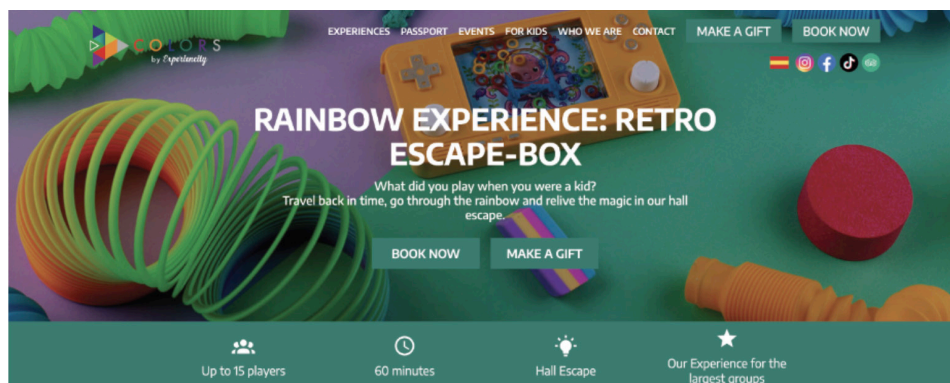 COLORS
by Experiencity
EXPERIENCES PASSPORT EVENTS FOR KIDS WHO WE ARE CONTACT MAKE A GIFT BOOK NOW
RAINBOW EXPERIENCE: RETRO
ESCAPE-BOX
What did you play when you were a kid?
Travel back in time, go through the rainbow and relive the magic in our hall
escape.
BOOK NOW MAKE A GIFT
Up to 15 players
60 minutes
Hall Escape
Our Experience for the
largest groups